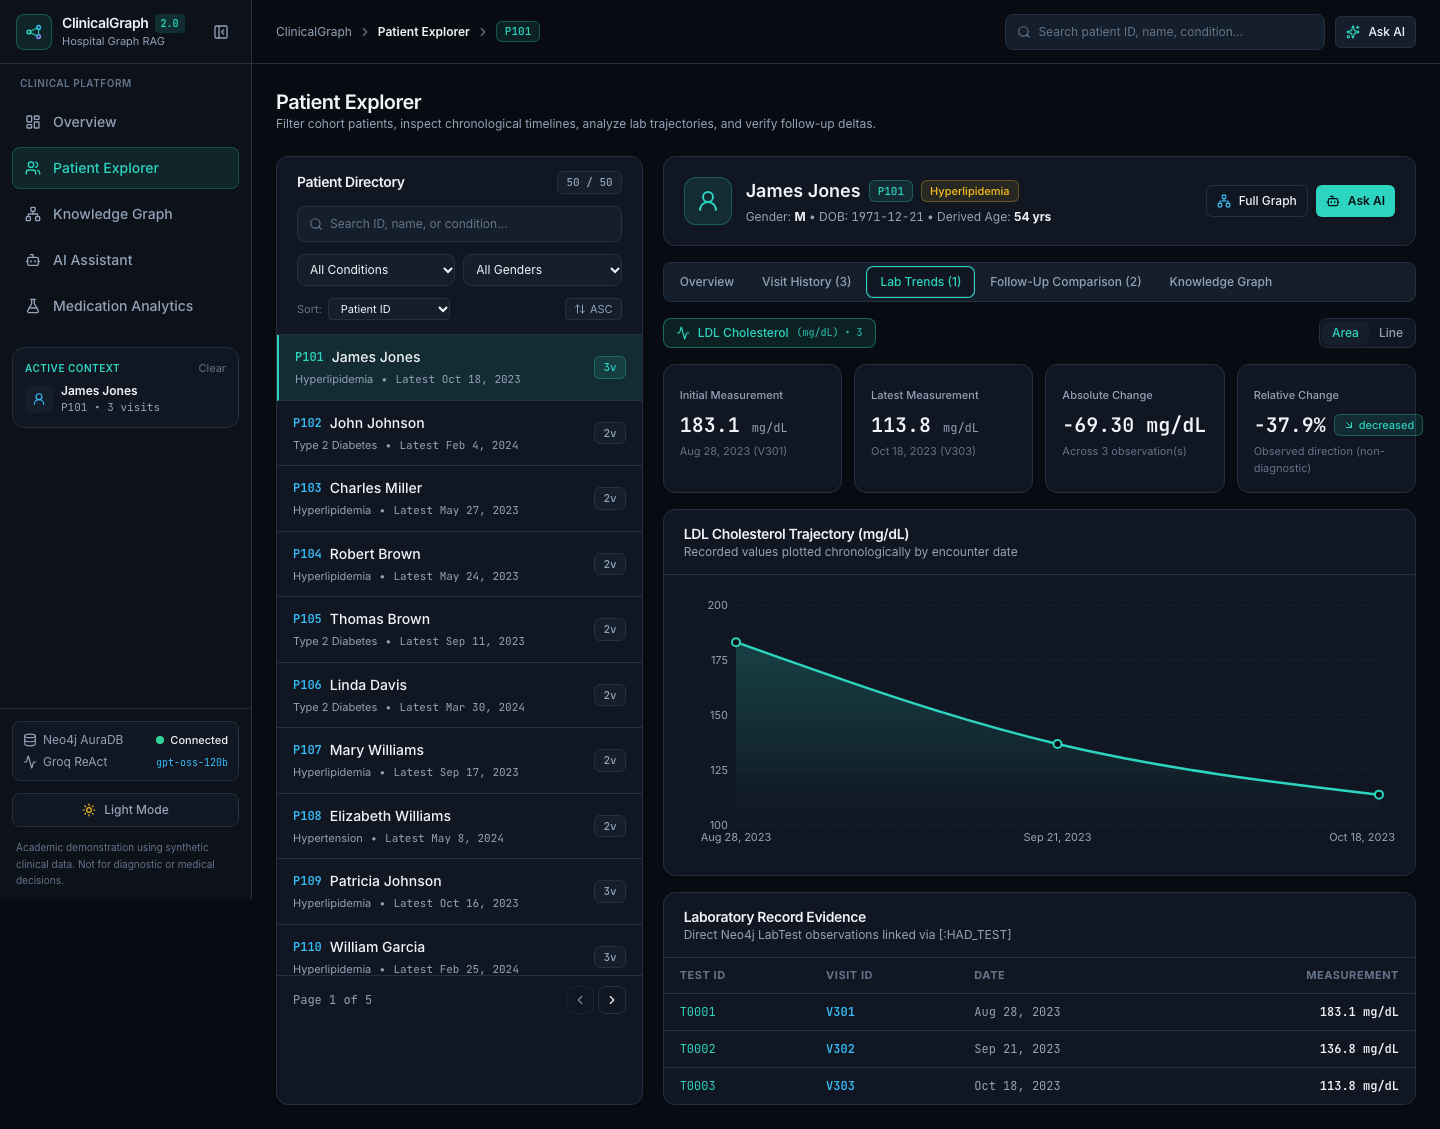 ClinicalGraph 2.0
Hospital Graph RAG
ClinicalGraph > Patient Explorer > P101
Search patient ID, name, condition...
Ask AI
CLINICAL PLATFORM
Overview
Patient Explorer
Knowledge Graph
AI Assistant
Medication Analytics
ACTIVE CONTEXT Clear
James Jones
P101 • 3 visits
Neo4j AuraDB Connected
Groq ReAct gpt-oss-120b
Light Mode
Academic demonstration using synthetic
clinical data. Not for diagnostic or medical
decisions.
Patient Explorer
Filter cohort patients, inspect chronological timelines, analyze lab trajectories, and verify follow-up deltas.
Patient Directory 50 / 50
Search ID, name, or condition...
All Conditions All Genders
Sort: Patient ID ASC
P101 James Jones 3v
Hyperlipidemia • Latest Oct 18, 2023
P102 John Johnson 2v
Type 2 Diabetes • Latest Feb 4, 2024
P103 Charles Miller 2v
Hyperlipidemia • Latest May 27, 2023
P104 Robert Brown 2v
Hyperlipidemia • Latest May 24, 2023
P105 Thomas Brown 2v
Type 2 Diabetes • Latest Sep 11, 2023
P106 Linda Davis 2v
Type 2 Diabetes • Latest Mar 30, 2024
P107 Mary Williams 2v
Hyperlipidemia • Latest Sep 17, 2023
P108 Elizabeth Williams 2v
Hypertension • Latest May 8, 2024
P109 Patricia Johnson 3v
Hyperlipidemia • Latest Oct 16, 2023
P110 William Garcia 3v
Hyperlipidemia • Latest Feb 25, 2024
Page 1 of 5
James Jones P101 Hyperlipidemia
Gender: M • DOB: 1971-12-21 • Derived Age: 54 yrs
Full Graph Ask AI
Overview Visit History (3) Lab Trends (1) Follow-Up Comparison (2) Knowledge Graph
LDL Cholesterol (mg/dL) • 3
Area Line
Initial Measurement
183.1 mg/dL
Aug 28, 2023 (V301)
Latest Measurement
113.8 mg/dL
Oct 18, 2023 (V303)
Absolute Change
-69.30 mg/dL
Across 3 observation(s)
Relative Change
-37.9% decreased
Observed direction (non-
diagnostic)
LDL Cholesterol Trajectory (mg/dL)
Recorded values plotted chronologically by encounter date
200
175
150
125
100
Aug 28, 2023 Sep 21, 2023 Oct 18, 2023
Laboratory Record Evidence
Direct Neo4j LabTest observations linked via [:HAD_TEST]
TEST ID VISIT ID DATE MEASUREMENT
T0001 V301 Aug 28, 2023 183.1 mg/dL
T0002 V302 Sep 21, 2023 136.8 mg/dL
T0003 V303 Oct 18, 2023 113.8 mg/dL